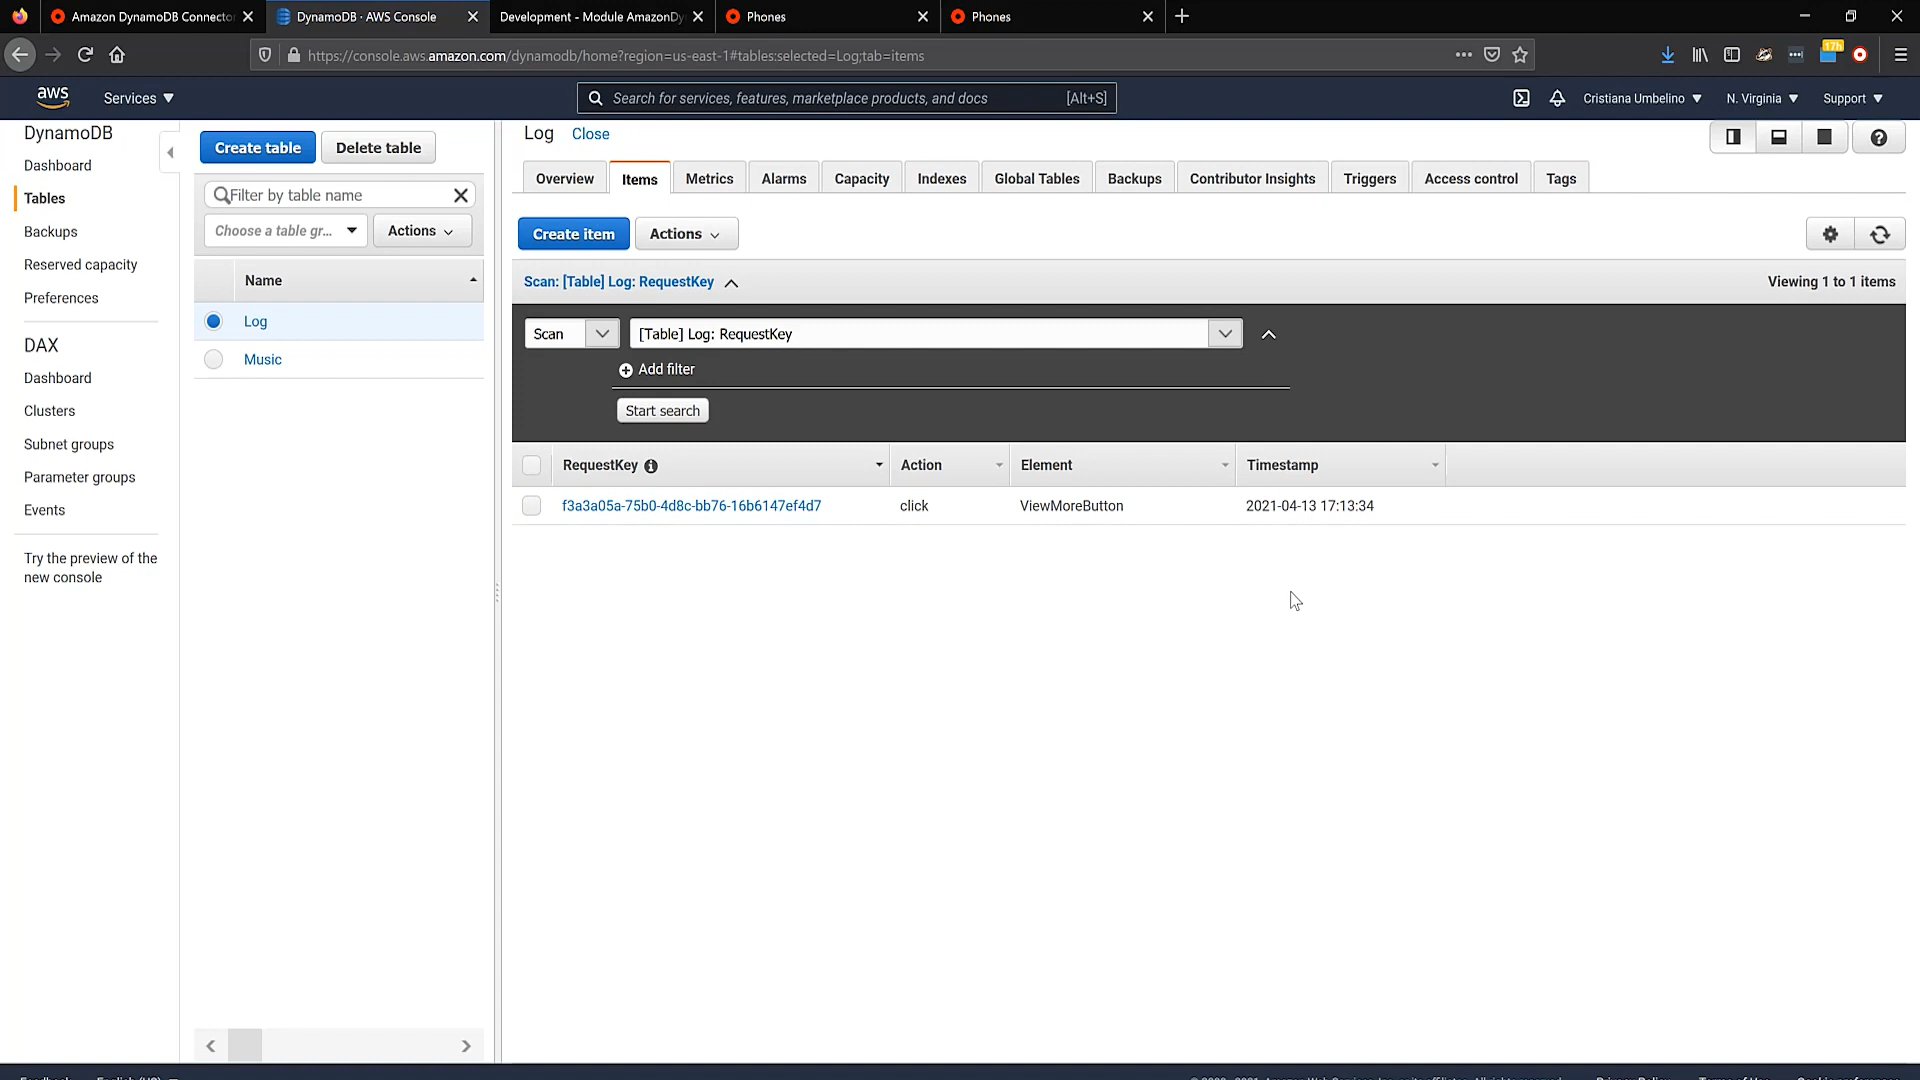 Amazon DynamoDB Connector
DynamoDB · AWS Console
Development - Module AmazonDy
Phones
Phones
https://console.aws.amazon.com/dynamodb/home?region=us-east-1#tables:selected=Log;tab=items
17h
aws
Services
Search for services, features, marketplace products, and docs
[Alt+S]
Cristiana Umbelino
N. Virginia
Support
DynamoDB
Dashboard
Tables
Backups
Reserved capacity
Preferences
DAX
Dashboard
Clusters
Subnet groups
Parameter groups
Events
Try the preview of the
new console
Create table
Delete table
Filter by table name
Choose a table gr...
Actions
Name
Log
Music
Log
Close
Overview
Items
Metrics
Alarms
Capacity
Indexes
Global Tables
Backups
Contributor Insights
Triggers
Access control
Tags
Create item
Actions
Scan: [Table] Log: RequestKey
Viewing 1 to 1 items
Scan
[Table] Log: RequestKey
Add filter
Start search
RequestKey
Action
Element
Timestamp
f3a3a05a-75b0-4d8c-bb76-16b6147ef4d7
click
ViewMoreButton
2021-04-13 17:13:34